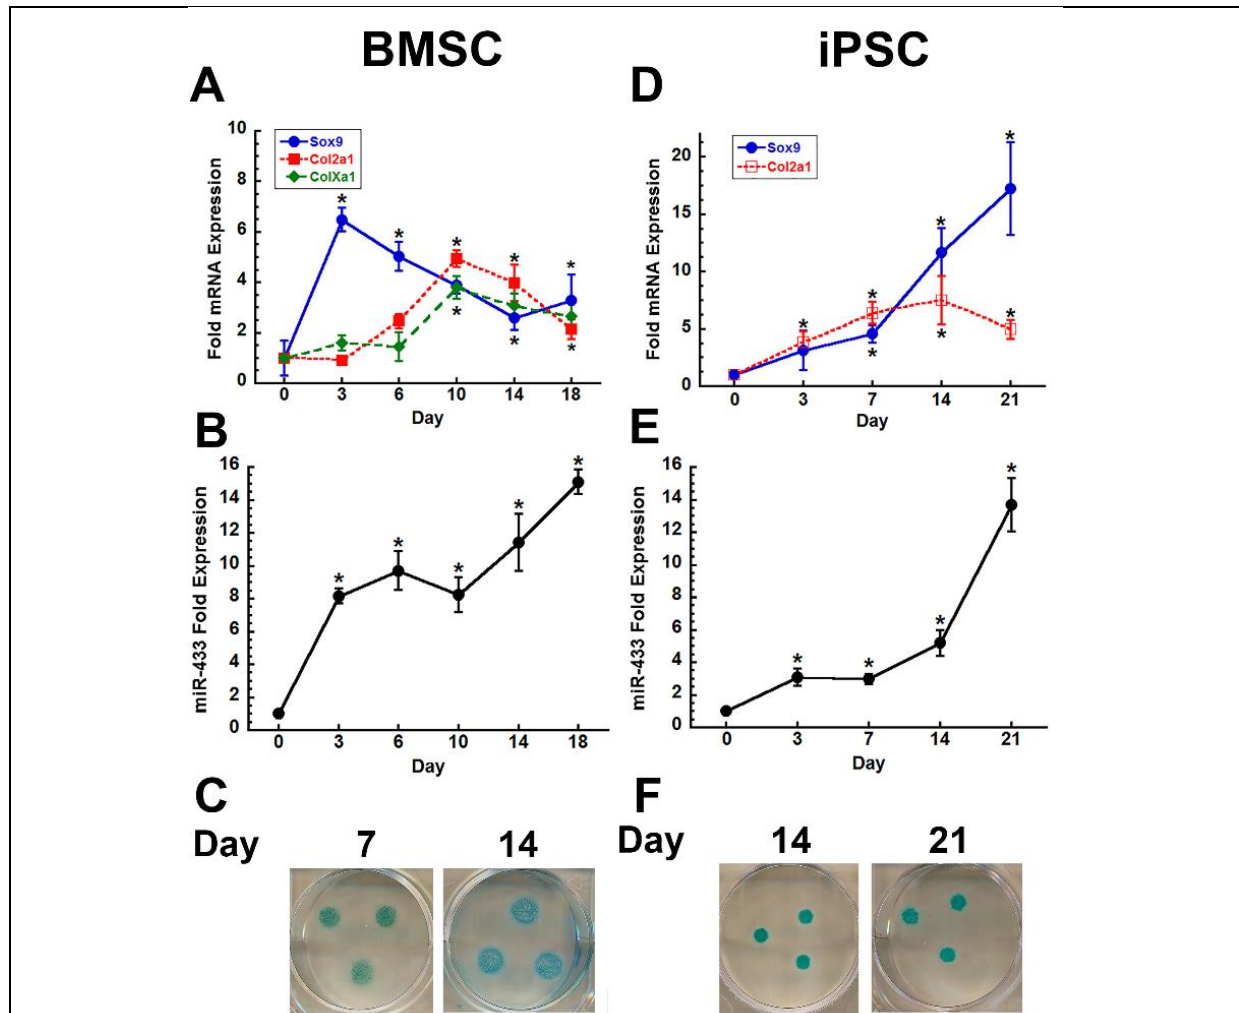 BMSC
iPSC
A
Fold mRNA Expression
10
8
6
4
2
0
Sox9
Col2a1
ColXa1
*
*
*
*
*
*
*
*
0 3 6 10 14 18
Day
D
Fold mRNA Expression
20
15
10
5
0
Sox9
Col2a1
*
*
*
*
*
*
*
*
0 3 7 14 21
Day
B
miR-433 Fold Expression
16
14
12
10
8
6
4
2
0
*
*
*
*
*
0 3 6 10 14 18
Day
E
miR-433 Fold Expression
16
14
12
10
8
6
4
2
0
*
*
*
*
0 3 7 14 21
Day
C
Day 7 14
F
Day 14 21